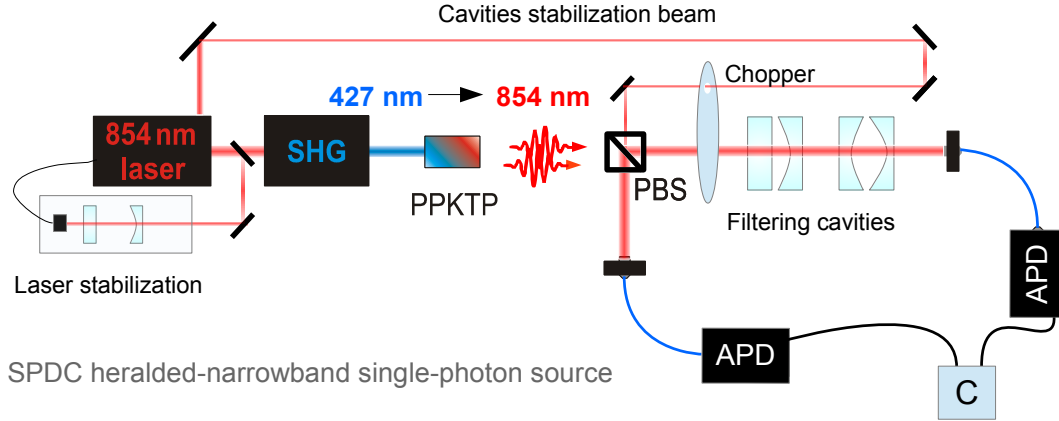 Cavities stabilization beam
427 nm 854 nm
Chopper
854 nm
laser
SHG
PPKTP
PBS
Filtering cavities
Laser stabilization
APD
APD
SPDC heralded-narrowband single-photon source
C